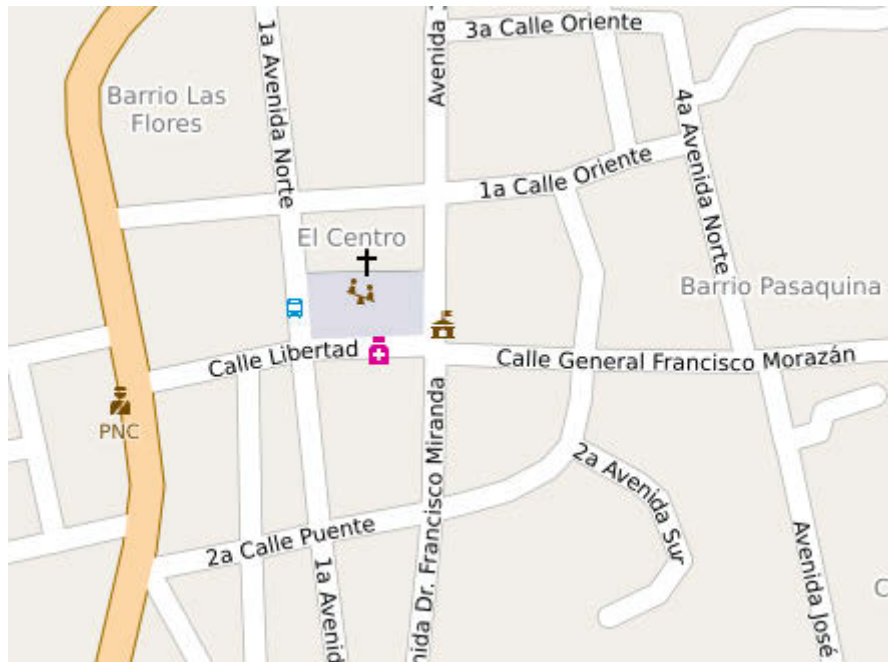 3a Calle Oriente
1a Avenida Norte
Avenida
Barrio Las
Flores
4a Avenida Norte
1a Calle Oriente
El Centro
Barrio Pasaquina
Calle Libertad
Calle General Francisco Morazán
PNC
nida Dr. Francisco Miranda
2a Avenida Sur
2a Calle Puente
1a Avenid
Avenida José
C